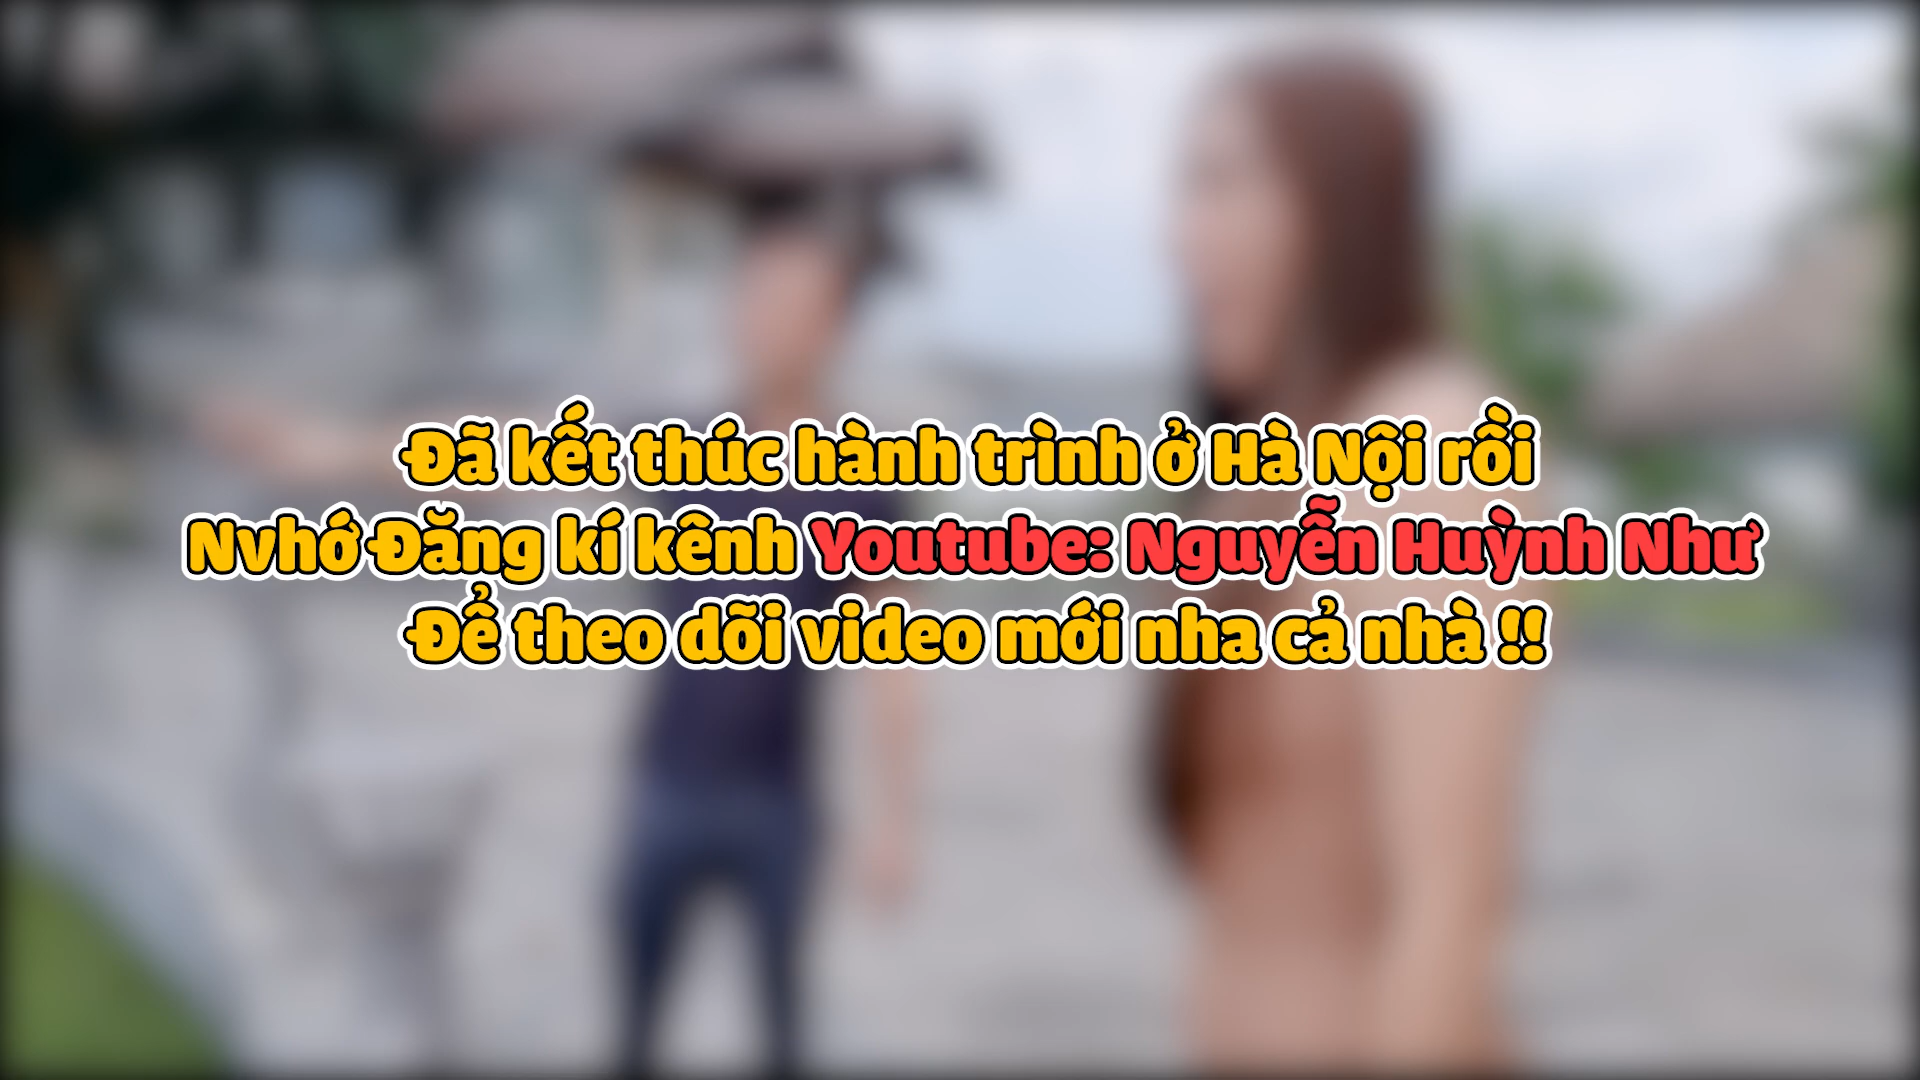 Đã kết thúc hành trình ở Hà Nội rồi
Nvhớ Đăng kí kênh Youtube: Nguyễn Huỳnh Như
Để theo dõi video mới nha cả nhà !!